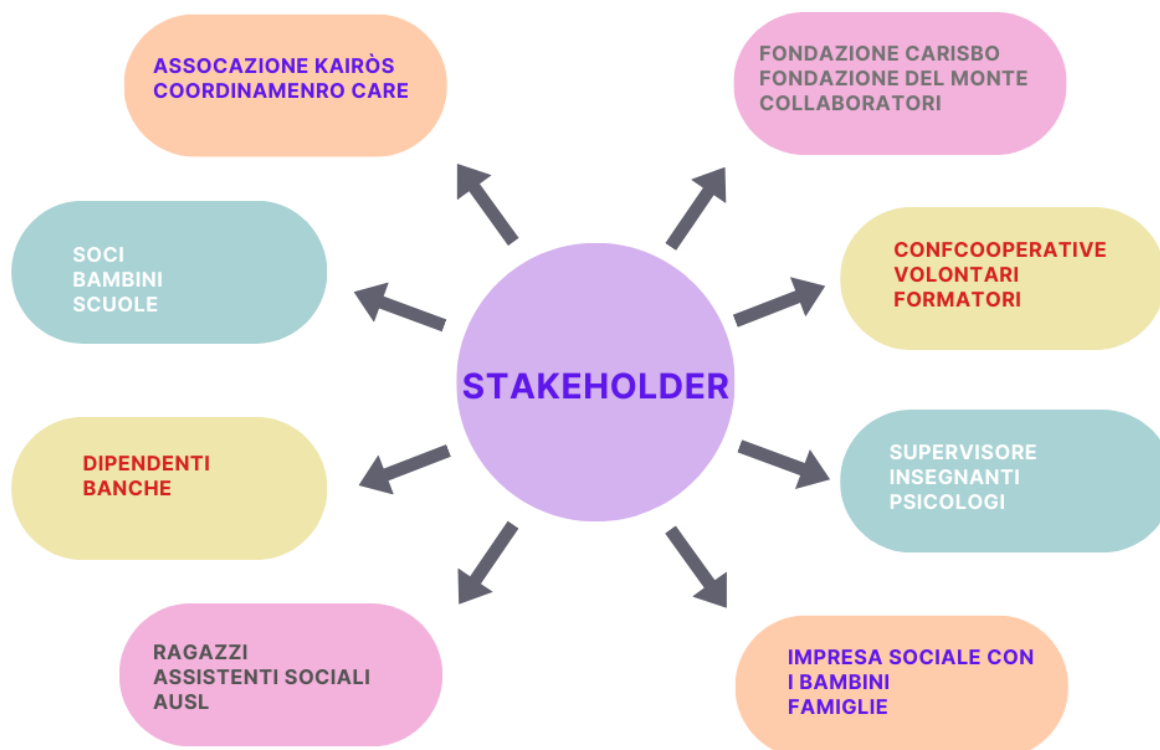 ASSOCAZIONE KAIRÒS
COORDINAMENRO CARE
FONDAZIONE CARISBO
FONDAZIONE DEL MONTE
COLLABORATORI
SOCI
BAMBINI
SCUOLE
CONFCOOPERATIVE
VOLONTARI
FORMATORI
STAKEHOLDER
DIPENDENTI
BANCHE
SUPERVISORE
INSEGNANTI
PSICOLOGI
RAGAZZI
ASSISTENTI SOCIALI
AUSL
IMPRESA SOCIALE CON
I BAMBINI
FAMIGLIE